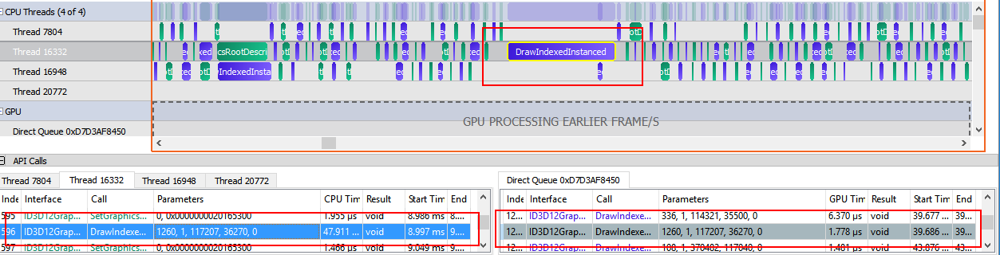 CPU Threads (4 of 4)
Thread 7804
Thread 16332
csRootDescri
DrawIndexedInstanced
Thread 16948
Thread 20772
GPU
Direct Queue 0xD7D3AF8450
GPU PROCESSING EARLIER FRAME/S
API Calls
Thread 7804 Thread 16332 Thread 16948 Thread 20772
Inde Interface Call Parameters CPU Tim Result Start Tim End
595 ID3D12Grap... SetGraphics... 0, 0x0000000020165300 1.955 µs void 8.986 ms 8....
596 ID3D12Grap... DrawIndexe... 1260, 1, 117207, 36270, 0 47.911 ... void 8.997 ms 9....
597 ID3D12Grap... SetGraphics... 1.466 µs void 9.049 ms 9....
Direct Queue 0xD7D3AF8450
Inde Interface Call Parameters GPU Tim Result Start Tim End
12... ID3D12Grap... DrawIndexe... 336, 1, 114321, 35500, 0 6.370 µs void 39.677 ... 39...
12... ID3D12Grap... DrawIndexe... 1260, 1, 117207, 36270, 0 1.778 µs void 39.686 ... 39...
12... ID3D12Grap... DrawIndexe... 108, 1, 370482, 117040, 0 1.481 µs void 43.876 ... 43...